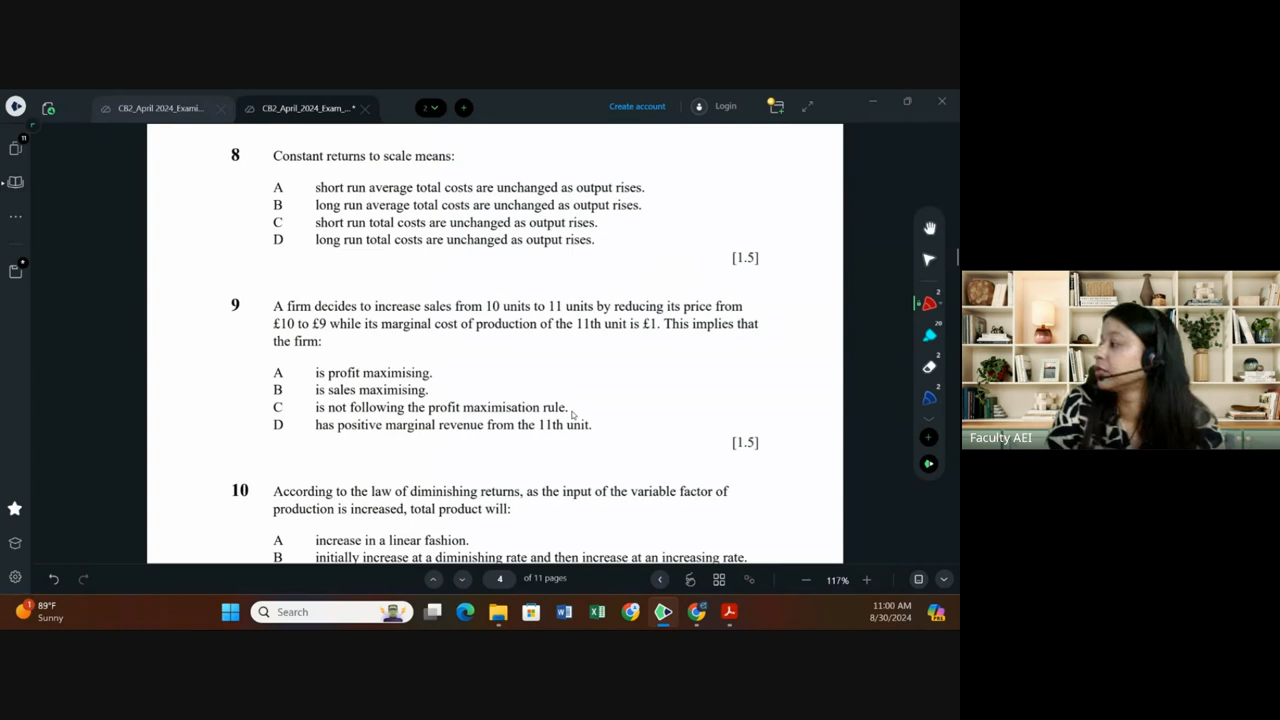 CB2_April 2024_Exami...
CB2_April_2024_Exam_... *
2
Create account
Login
11
8 Constant returns to scale means:
A short run average total costs are unchanged as output rises.
B long run average total costs are unchanged as output rises.
C short run total costs are unchanged as output rises.
D long run total costs are unchanged as output rises.
[1.5]
9 A firm decides to increase sales from 10 units to 11 units by reducing its price from
£10 to £9 while its marginal cost of production of the 11th unit is £1. This implies that
the firm:
A is profit maximising.
B is sales maximising.
C is not following the profit maximisation rule.
D has positive marginal revenue from the 11th unit.
[1.5]
10 According to the law of diminishing returns, as the input of the variable factor of
production is increased, total product will:
A increase in a linear fashion.
B initially increase at a diminishing rate and then increase at an increasing rate.
2
20
2
2
Faculty AEI
4 of 11 pages
117%
1
89°F
Sunny
Search
11:00 AM
8/30/2024